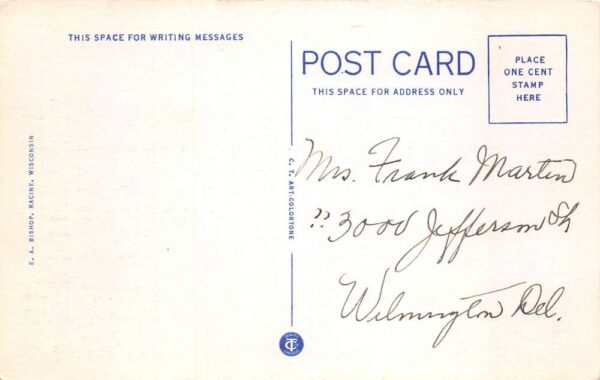 THIS SPACE FOR WRITING MESSAGES
POST CARD
THIS SPACE FOR ADDRESS ONLY
PLACE
ONE CENT
STAMP
HERE
E. A. BISHOP, RACINE, WISCONSIN
C. T. ART-COLORTONE
Mrs. Frank Martin
?? 3000 Jefferson St
Wilmington Del.